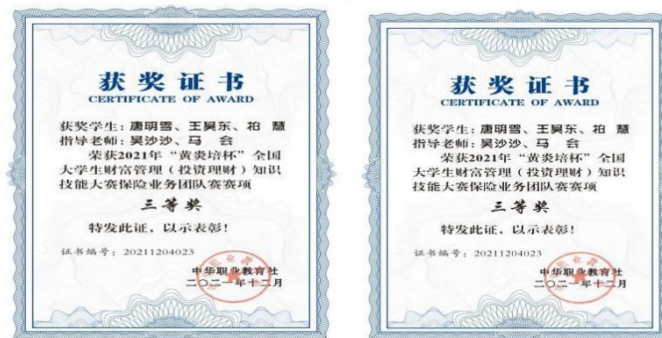 获奖证书
CERTIFICATE OF AWARD
获奖学生：唐明雪、王昊东、柏 慧
指导老师：吴沙沙、马 会
荣获2021年“黄炎培杯”全国
大学生财富管理（投资理财）知识
技能大赛保险业务团队赛赛项
三等奖
特发此证，以示表彰！
证书编号：20211204023
中华职业教育社
二〇二一年十二月
获奖证书
CERTIFICATE OF AWARD
获奖学生：唐明雪、王昊东、柏 慧
指导老师：吴沙沙、马 会
荣获2021年“黄炎培杯”全国
大学生财富管理（投资理财）知识
技能大赛保险业务团队赛赛项
三等奖
特发此证，以示表彰！
证书编号：20211204023
中华职业教育社
二〇二一年十二月